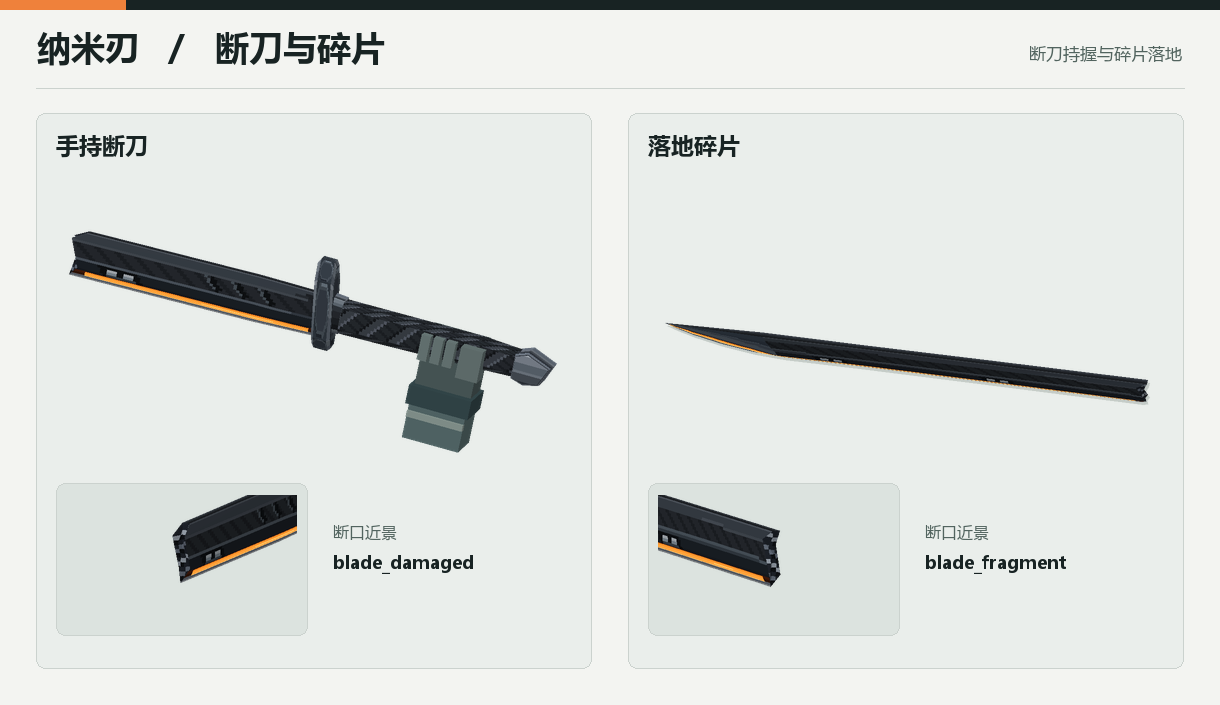 纳米刃 / 断刀与碎片
断刀持握与碎片落地
手持断刀
断口近景
blade_damaged
落地碎片
断口近景
blade_fragment